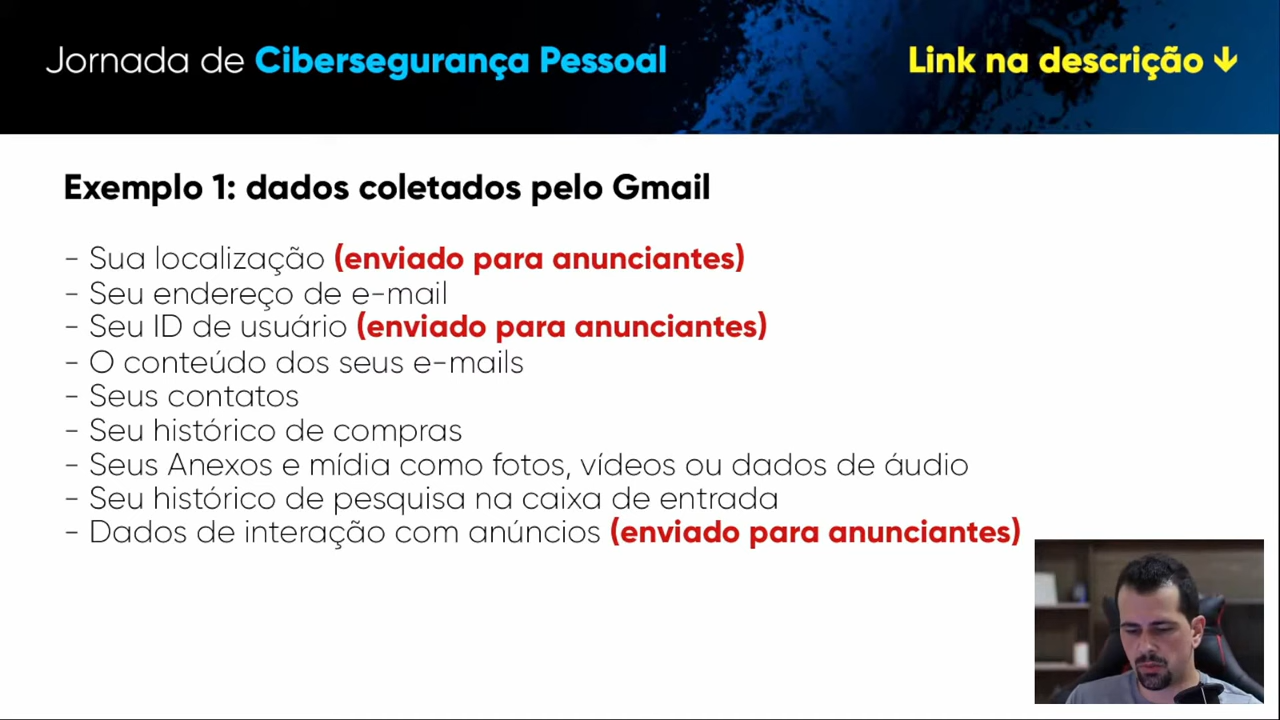 Jornada de Cibersegurança Pessoal
Link na descrição ↓
Exemplo 1: dados coletados pelo Gmail
- Sua localização (enviado para anunciantes)
- Seu endereço de e-mail
- Seu ID de usuário (enviado para anunciantes)
- O conteúdo dos seus e-mails
- Seus contatos
- Seu histórico de compras
- Seus Anexos e mídia como fotos, vídeos ou dados de áudio
- Seu histórico de pesquisa na caixa de entrada
- Dados de interação com anúncios (enviado para anunciantes)